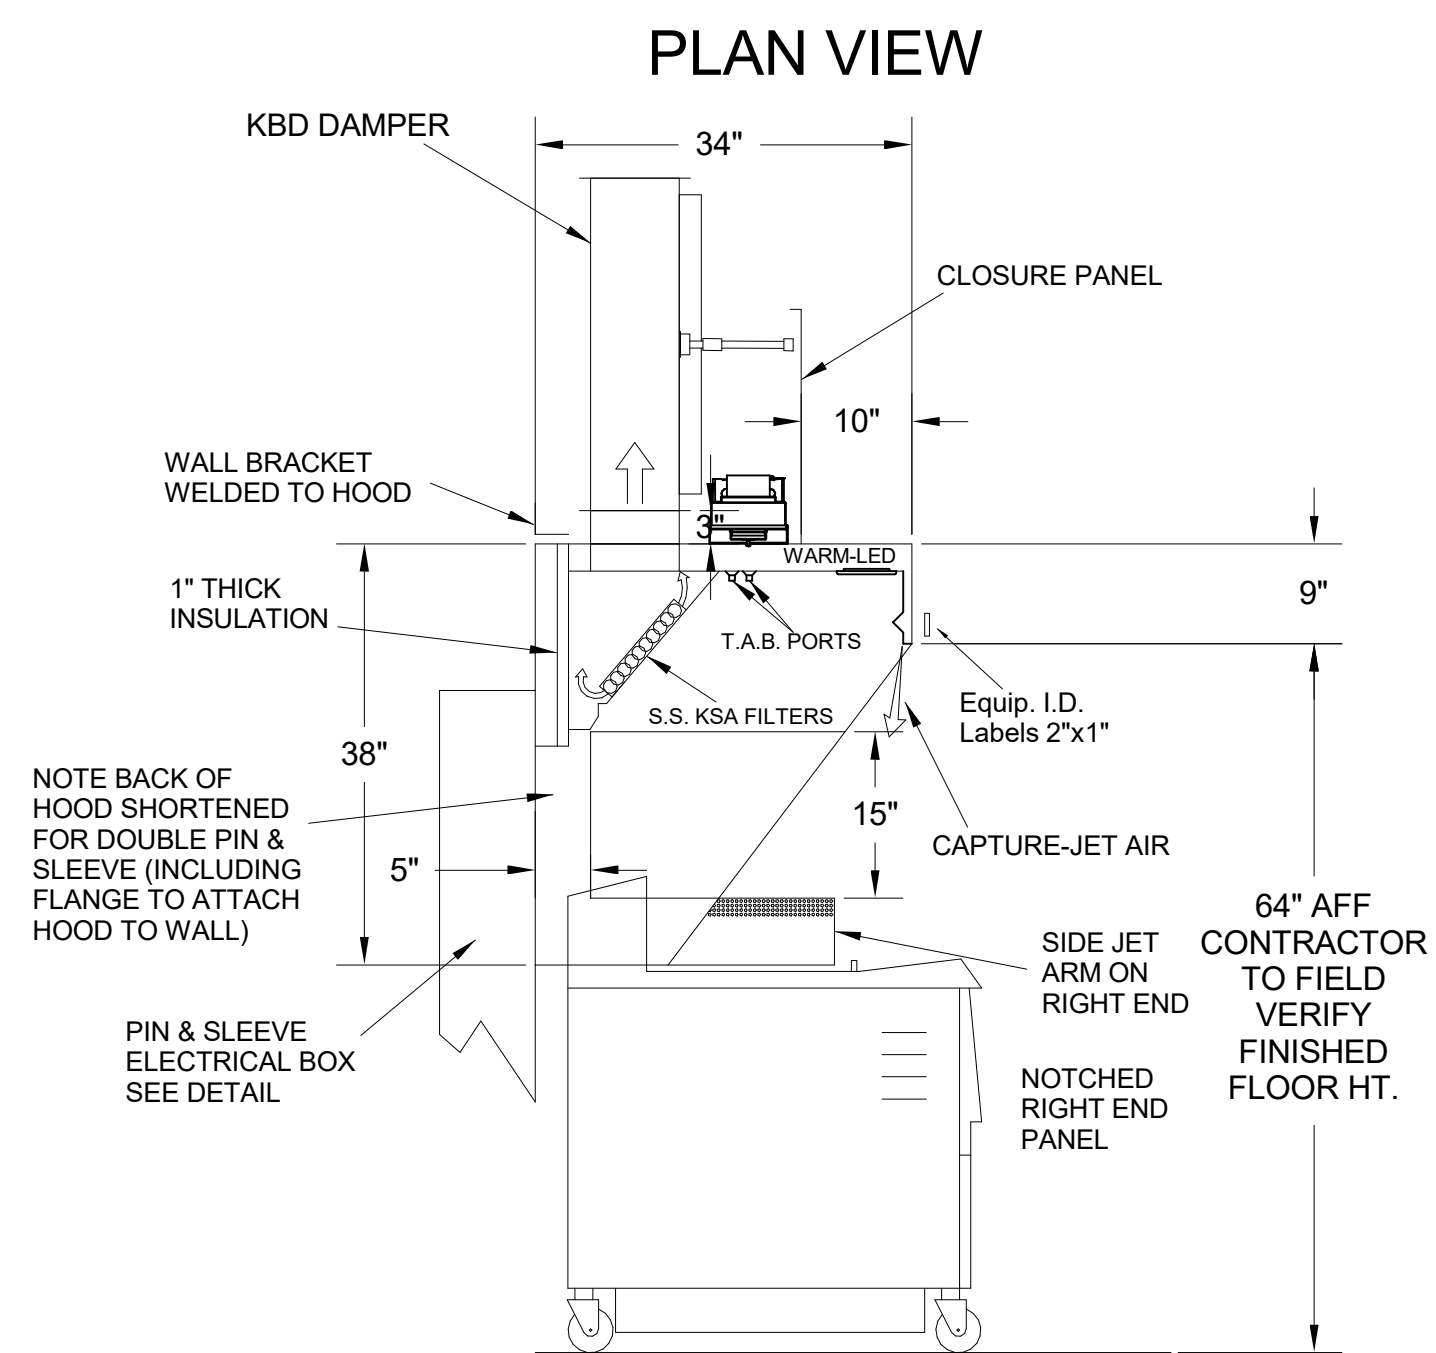 PLAN VIEW
KBD DAMPER
34"
CLOSURE PANEL
10"
WALL BRACKET
WELDED TO HOOD
3"
WARM-LED
1" THICK
INSULATION
9"
T.A.B. PORTS
S.S. KSA FILTERS
Equip. I.D.
Labels 2"x1"
38"
NOTE BACK OF
HOOD SHORTENED
FOR DOUBLE PIN &
SLEEVE (INCLUDING
FLANGE TO ATTACH
HOOD TO WALL)
15"
CAPTURE-JET AIR
5"
64" AFF
CONTRACTOR
TO FIELD
VERIFY
FINISHED
FLOOR HT.
SIDE JET
ARM ON
RIGHT END
PIN & SLEEVE
ELECTRICAL BOX
SEE DETAIL
NOTCHED
RIGHT END
PANEL